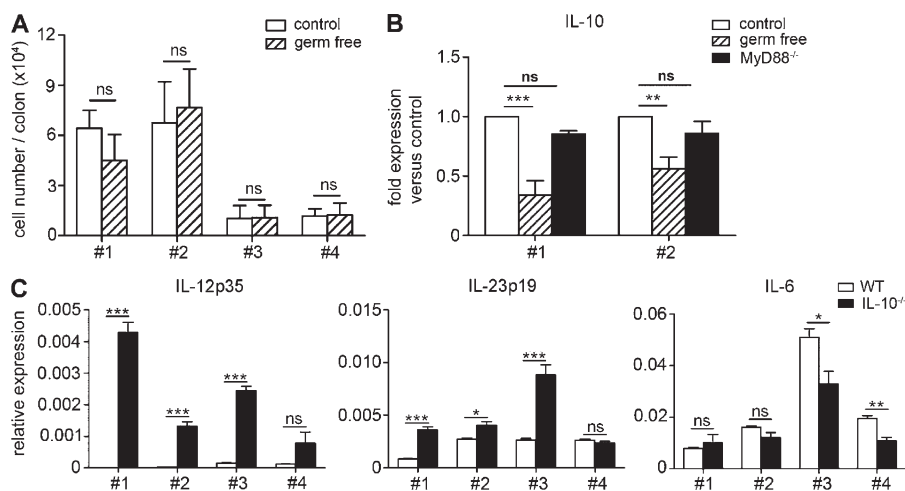 A
control
germ free
cell number / colon (x10⁴)
12
9
6
3
0
ns
ns
ns
ns
#1
#2
#3
#4
B
IL-10
control
germ free
MyD88-/-
fold expression
versus control
1.5
1.0
0.5
0
***
ns
**
ns
#1
#2
C
IL-12p35
relative expression
0.005
0.004
0.003
0.002
0.001
0
***
***
***
ns
#1
#2
#3
#4
IL-23p19
0.015
0.010
0.005
0.000
***
*
***
ns
#1
#2
#3
#4
IL-6
WT
IL-10-/-
0.06
0.04
0.02
0.00
ns
ns
*
**
#1
#2
#3
#4